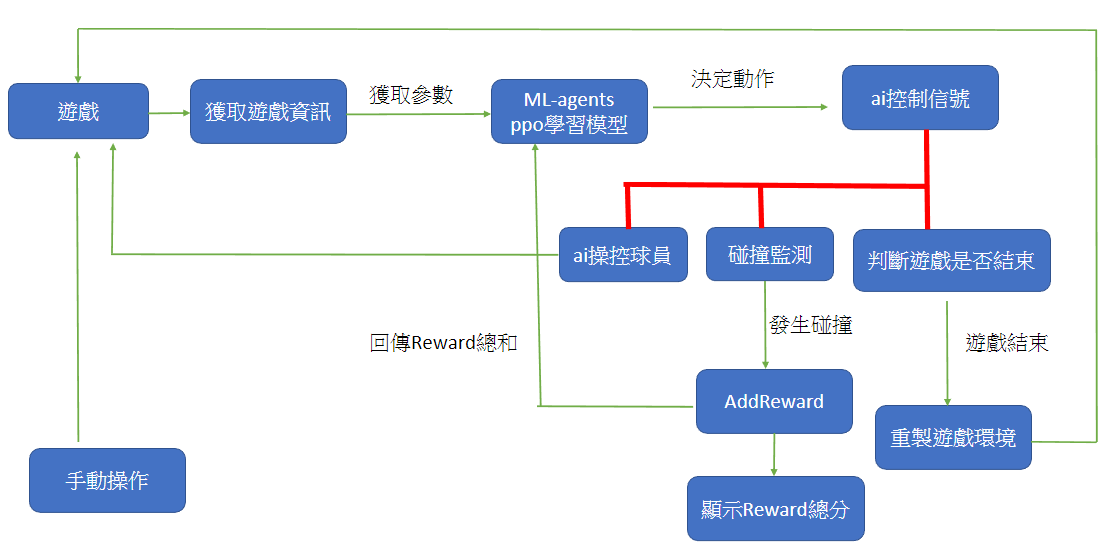 遊戲
獲取遊戲資訊
獲取參數
ML-agents
ppo學習模型
決定動作
ai控制信號
ai操控球員
碰撞監測
判斷遊戲是否結束
發生碰撞
遊戲結束
回傳Reward總和
AddReward
重製遊戲環境
手動操作
顯示Reward總分